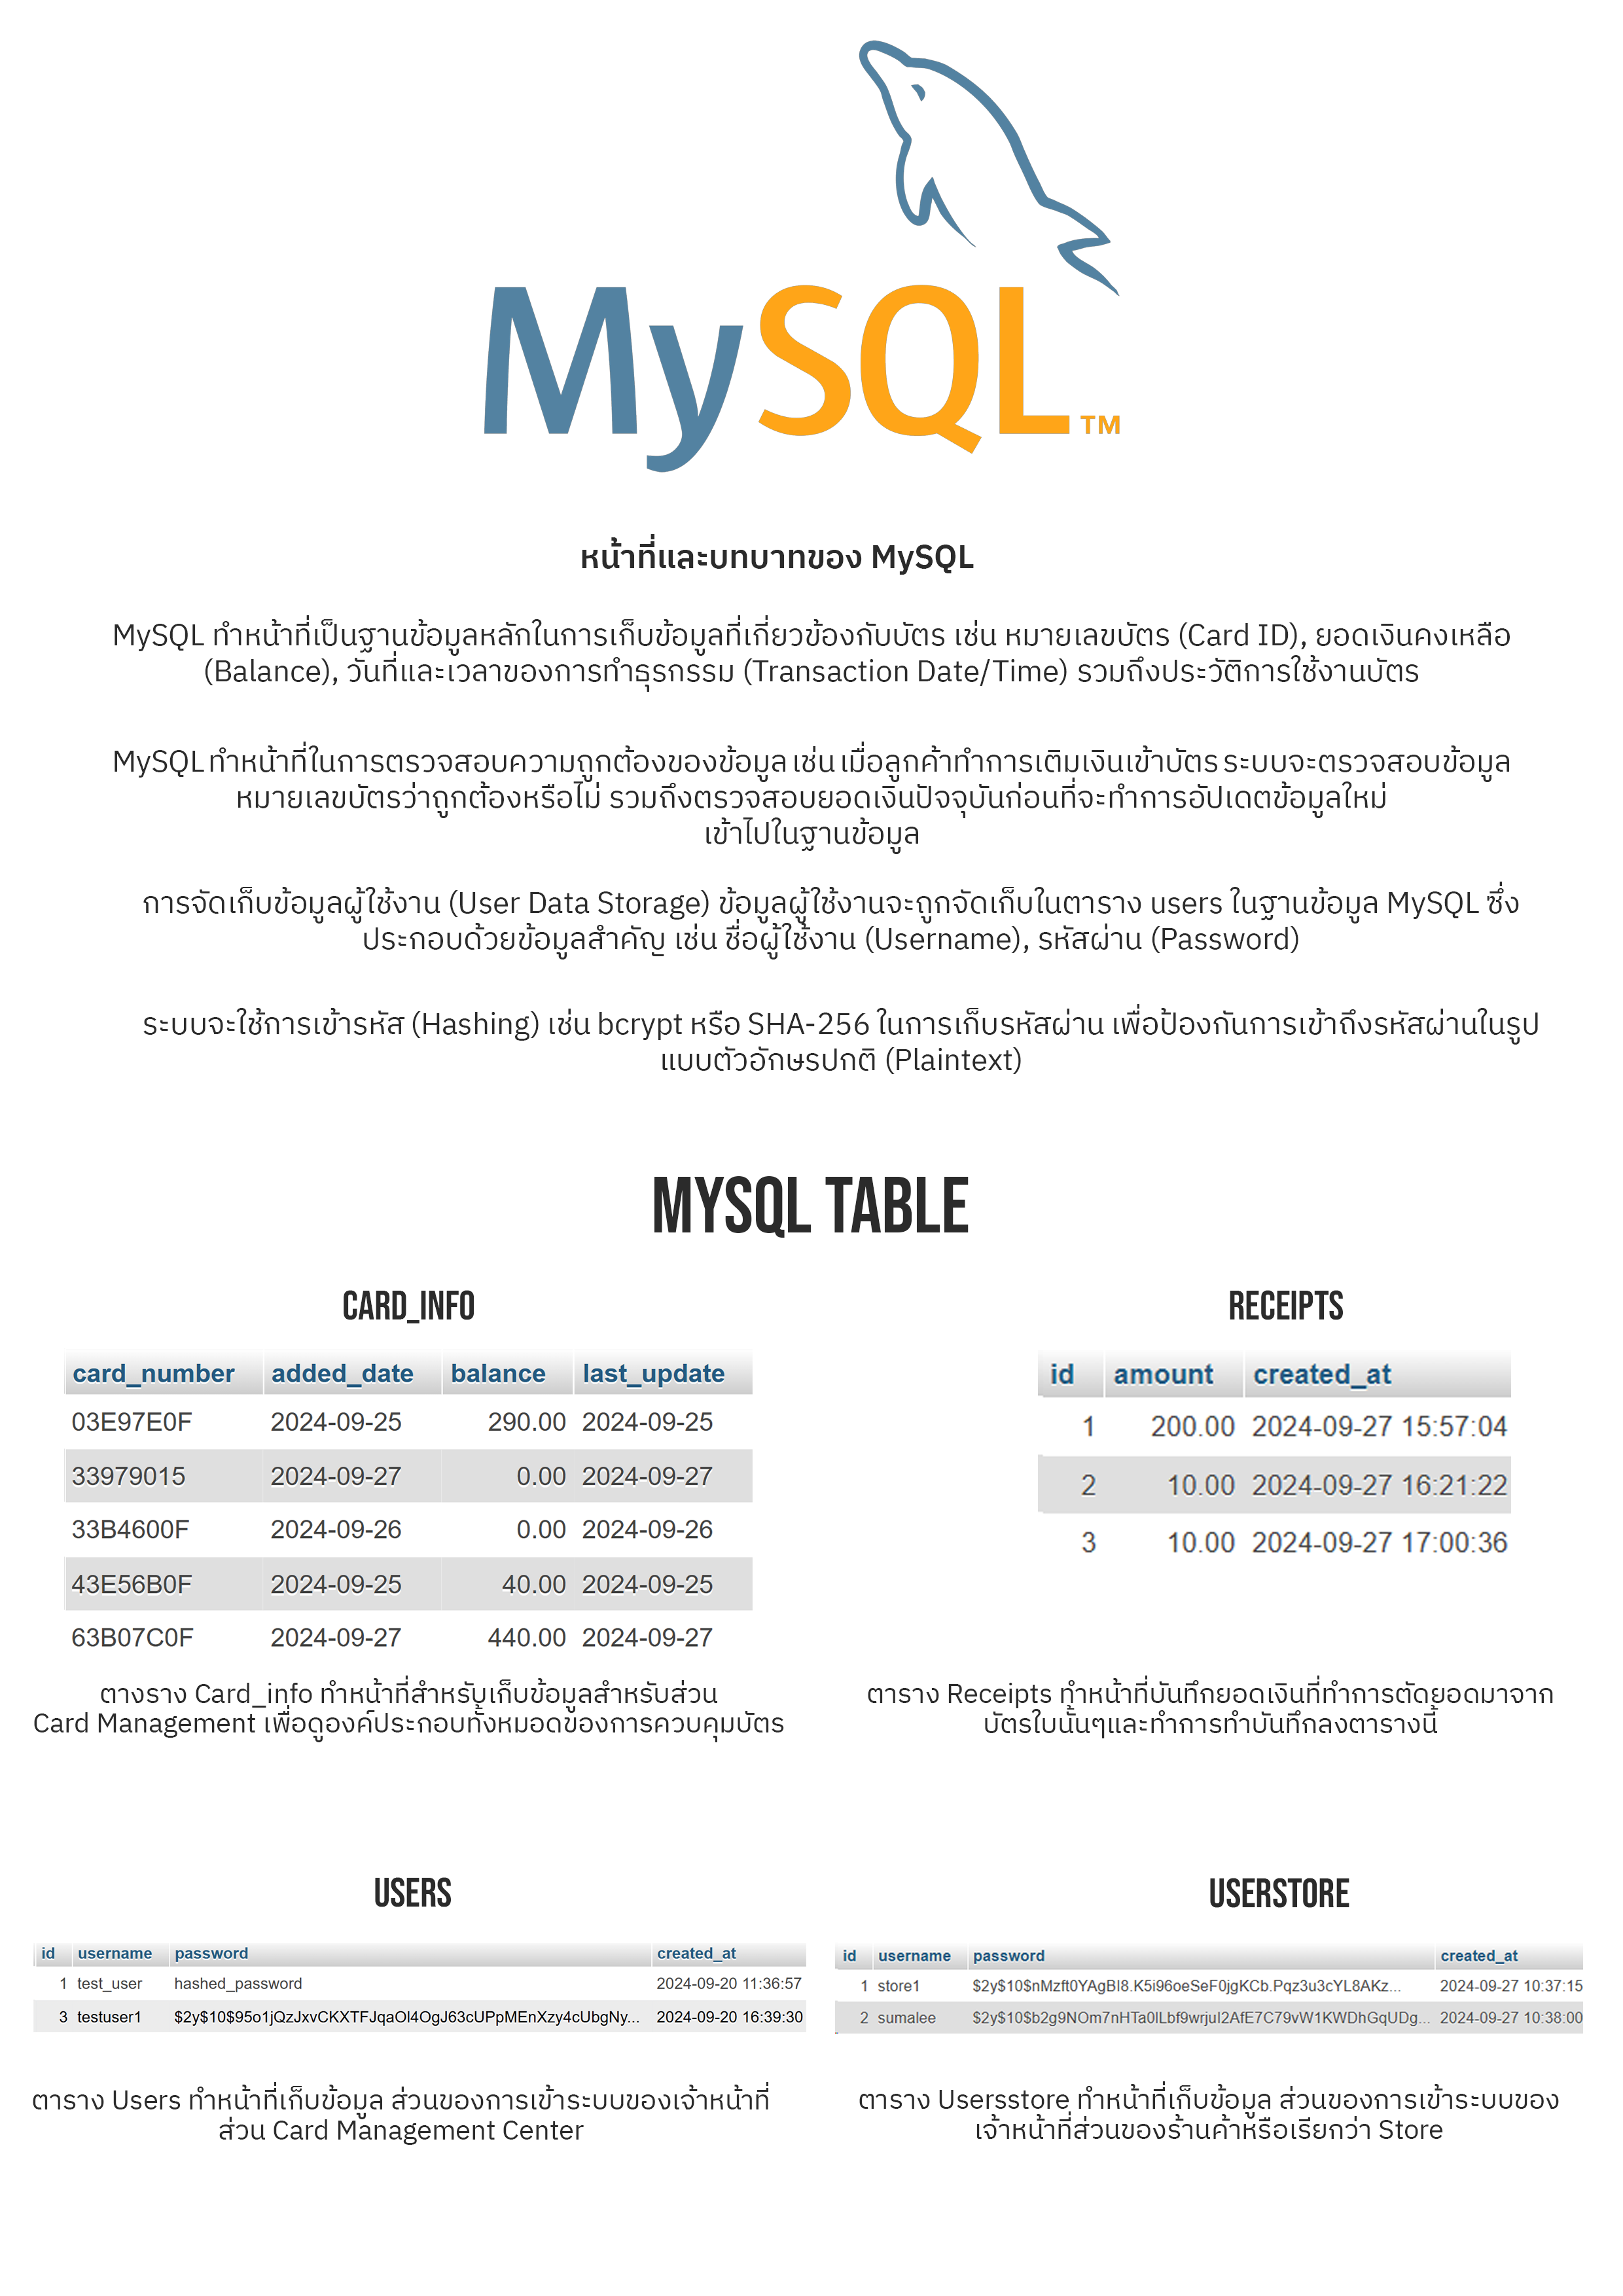 MySQL™
หน้าที่และบทบาทของ MySQL
MySQL ทำหน้าที่เป็นฐานข้อมูลหลักในการเก็บข้อมูลที่เกี่ยวข้องกับบัตร เช่น หมายเลขบัตร (Card ID), ยอดเงินคงเหลือ
(Balance), วันที่และเวลาของการทำธุรกรรม (Transaction Date/Time) รวมถึงประวัติการใช้งานบัตร
MySQL ทำหน้าที่ในการตรวจสอบความถูกต้องของข้อมูล เช่น เมื่อลูกค้าทำการเติมเงินเข้าบัตร ระบบจะตรวจสอบข้อมูล
หมายเลขบัตรว่าถูกต้องหรือไม่ รวมถึงตรวจสอบยอดเงินปัจจุบันก่อนที่จะทำการอัปเดตข้อมูลใหม่
เข้าไปในฐานข้อมูล
การจัดเก็บข้อมูลผู้ใช้งาน (User Data Storage) ข้อมูลผู้ใช้งานจะถูกจัดเก็บในตาราง users ในฐานข้อมูล MySQL ซึ่ง
ประกอบด้วยข้อมูลสำคัญ เช่น ชื่อผู้ใช้งาน (Username), รหัสผ่าน (Password)
ระบบจะใช้การเข้ารหัส (Hashing) เช่น bcrypt หรือ SHA-256 ในการเก็บรหัสผ่าน เพื่อป้องกันการเข้าถึงรหัสผ่านในรูป
แบบตัวอักษรปกติ (Plaintext)
MYSQL TABLE
CARD_INFO
card_number added_date balance last_update
03E97E0F 2024-09-25 290.00 2024-09-25
33979015 2024-09-27 0.00 2024-09-27
33B4600F 2024-09-26 0.00 2024-09-26
43E56B0F 2024-09-25 40.00 2024-09-25
63B07C0F 2024-09-27 440.00 2024-09-27
ตางราง Card_info ทำหน้าที่สำหรับเก็บข้อมูลสำหรับส่วน
Card Management เพื่อดูองค์ประกอบทั้งหมอดของการควบคุมบัตร
RECEIPTS
id amount created_at
1 200.00 2024-09-27 15:57:04
2 10.00 2024-09-27 16:21:22
3 10.00 2024-09-27 17:00:36
ตาราง Receipts ทำหน้าที่บันทึกยอดเงินที่ทำการตัดยอดมาจาก
บัตรใบนั้นๆและทำการทำบันทึกลงตารางนี้
USERS
id username password created_at
1 test_user hashed_password 2024-09-20 11:36:57
3 testuser1 $2y$10$95o1jQzJxvCKXTFJqaOl4OgJ63cUPpMEnXzy4cUbgNy... 2024-09-20 16:39:30
ตาราง Users ทำหน้าที่เก็บข้อมูล ส่วนของการเข้าระบบของเจ้าหน้าที่
ส่วน Card Management Center
USERSTORE
id username password created_at
1 store1 $2y$10$nMzft0YAgBI8.K5i96oeSeF0jgKCb.Pqz3u3cYL8AKz... 2024-09-27 10:37:15
2 sumalee $2y$10$b2g9NOm7nHTa0lLbf9wrjul2AfE7C79vW1KWDhGqUDg... 2024-09-27 10:38:00
ตาราง Usersstore ทำหน้าที่เก็บข้อมูล ส่วนของการเข้าระบบของ
เจ้าหน้าที่ส่วนของร้านค้าหรือเรียกว่า Store